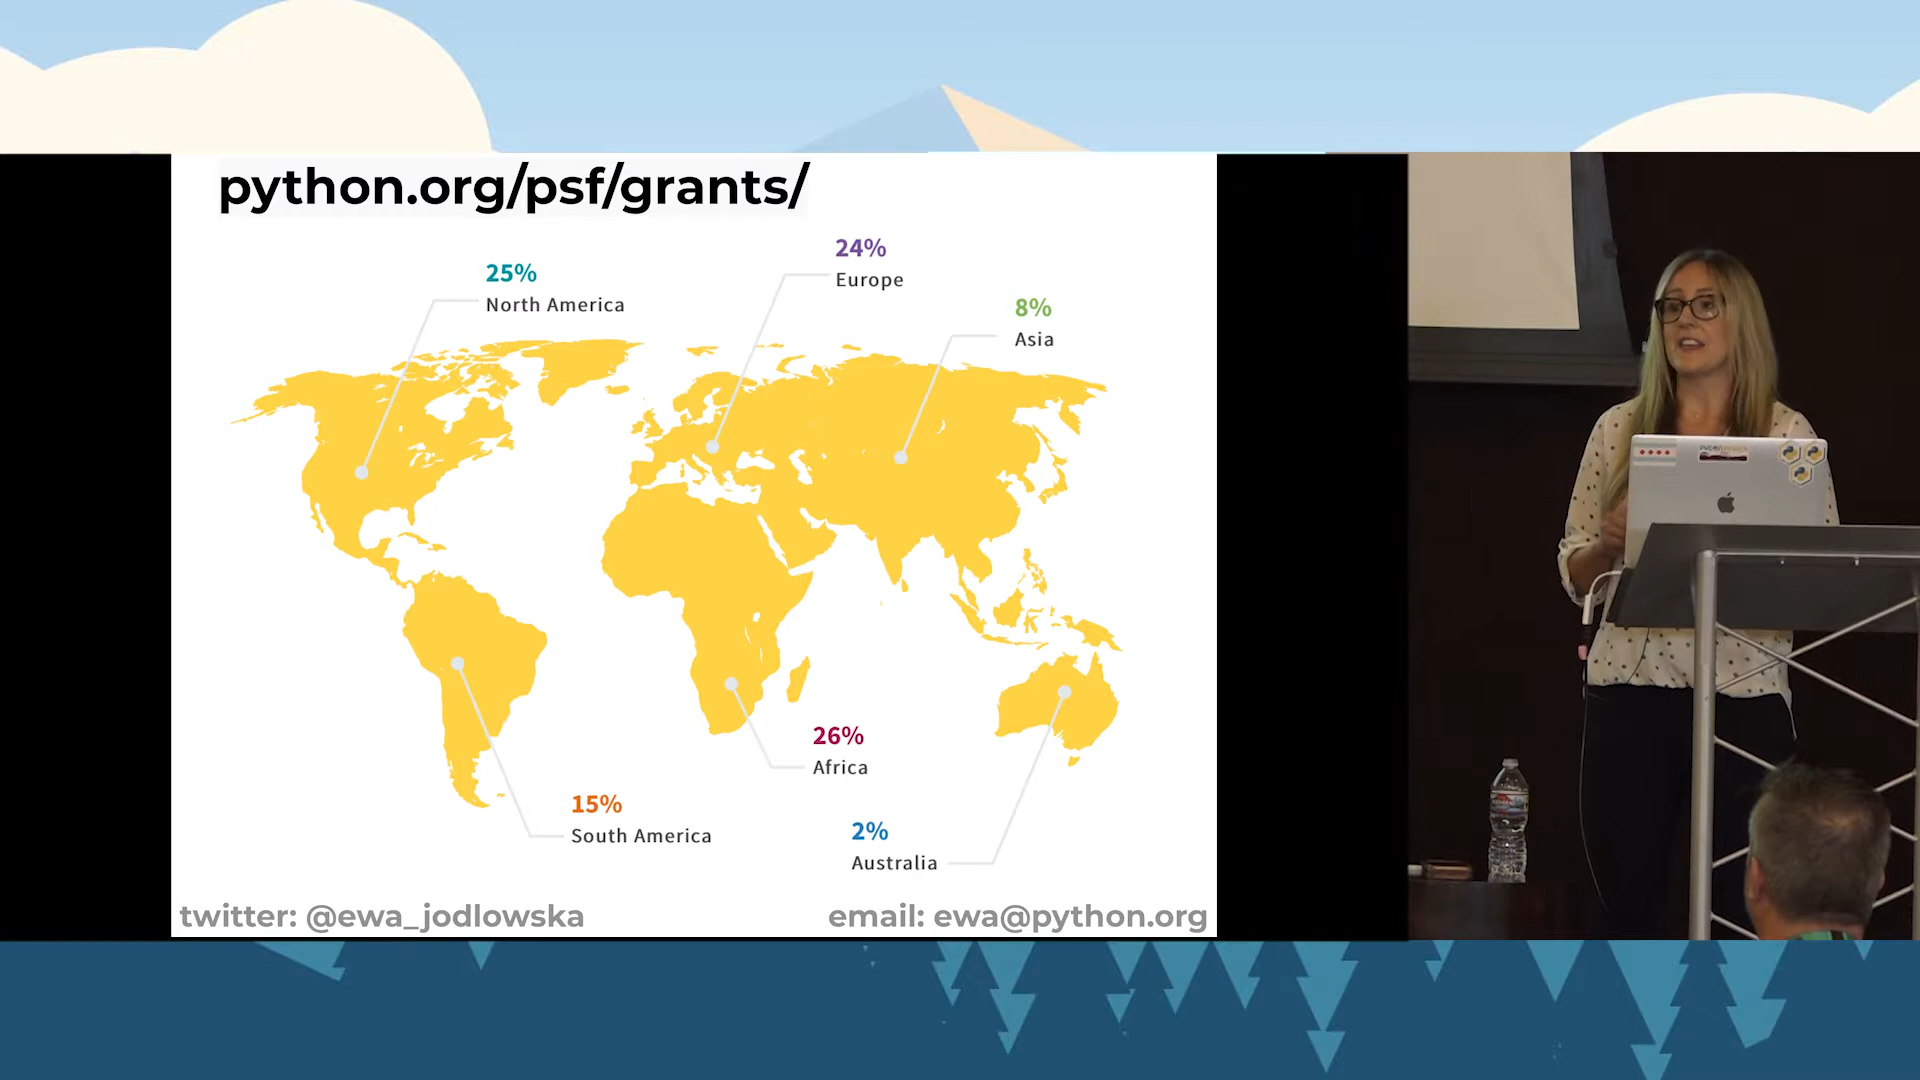 python.org/psf/grants/
24%
Europe
25%
North America
8%
Asia
26%
Africa
15%
South America
2%
Australia
twitter: @ewa_jodlowska
email: ewa@python.org